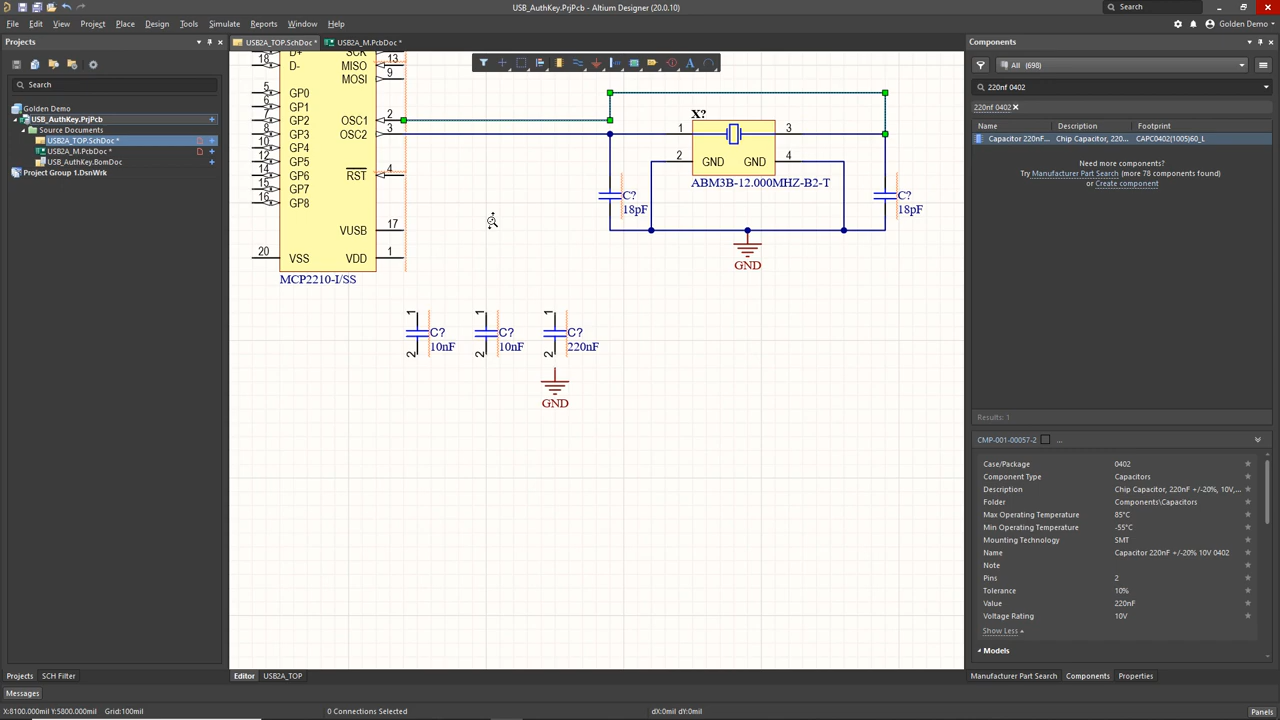 USB_AuthKey.PrjPcb - Altium Designer (20.0.10)
Search
File Edit View Project Place Design Tools Simulate Reports Window Help
Golden Demo
Projects
USB2A_TOP.SchDoc *
USB2A_M.PcbDoc *
Components
Search
Golden Demo
USB_AuthKey.PrjPcb
Source Documents
USB2A_TOP.SchDoc *
USB2A_M.PcbDoc *
USB_AuthKey.BomDoc
Project Group 1.DsnWrk
D+
18 D-
5 GP0
6 GP1
7 GP2
8 GP3
10 GP4
12 GP5
14 GP6
15 GP7
16 GP8
20 VSS
SCK
MISO 13
MOSI 9
OSC1 2
OSC2 3
RST 4
VUSB 17
VDD 1
MCP2210-I/SS
X?
1 3
2 GND GND 4
ABM3B-12.000MHZ-B2-T
C?
18pF
C?
18pF
GND
1
C?
10nF
2
1
C?
10nF
2
1
C?
220nF
2
GND
All (698)
220nf 0402
220nf 0402
Name Description Footprint
Capacitor 220nF... Chip Capacitor, 220... CAPC0402(1005)60_L
Need more components?
Try Manufacturer Part Search (more 78 components found)
or Create component
Results: 1
CMP-001-00057-2 ...
Case/Package 0402
Component Type Capacitors
Description Chip Capacitor, 220nF +/-20%, 10V,...
Folder Components\Capacitors
Max Operating Temperature 85°C
Min Operating Temperature -55°C
Mounting Technology SMT
Name Capacitor 220nF +/-20% 10V 0402
Note
Pins 2
Tolerance 10%
Value 220nF
Voltage Rating 10V
Show Less
Models
Projects SCH Filter
Editor USB2A_TOP
Manufacturer Part Search Components Properties
Messages
X:8100.000mil Y:5800.000mil Grid:100mil
0 Connections Selected
dX:0mil dY:0mil
Panels